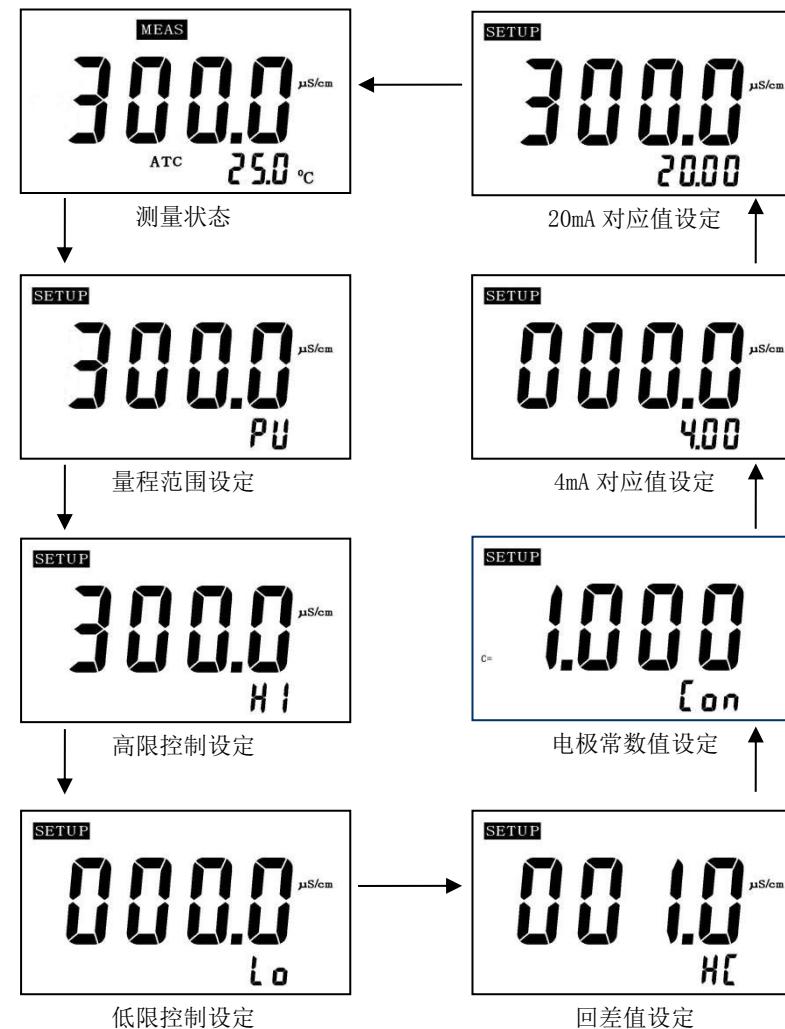 MEAS
300.0 μS/cm
ATC 25.0 ℃
测量状态
SETUP
300.0 μS/cm
PU
量程范围设定
SETUP
300.0 μS/cm
HI
高限控制设定
SETUP
000.0 μS/cm
Lo
低限控制设定
SETUP
001.0 μS/cm
HC
回差值设定
SETUP
C= 1.000
Con
电极常数值设定
SETUP
000.0 μS/cm
4.00
4mA 对应值设定
SETUP
300.0 μS/cm
20.00
20mA 对应值设定